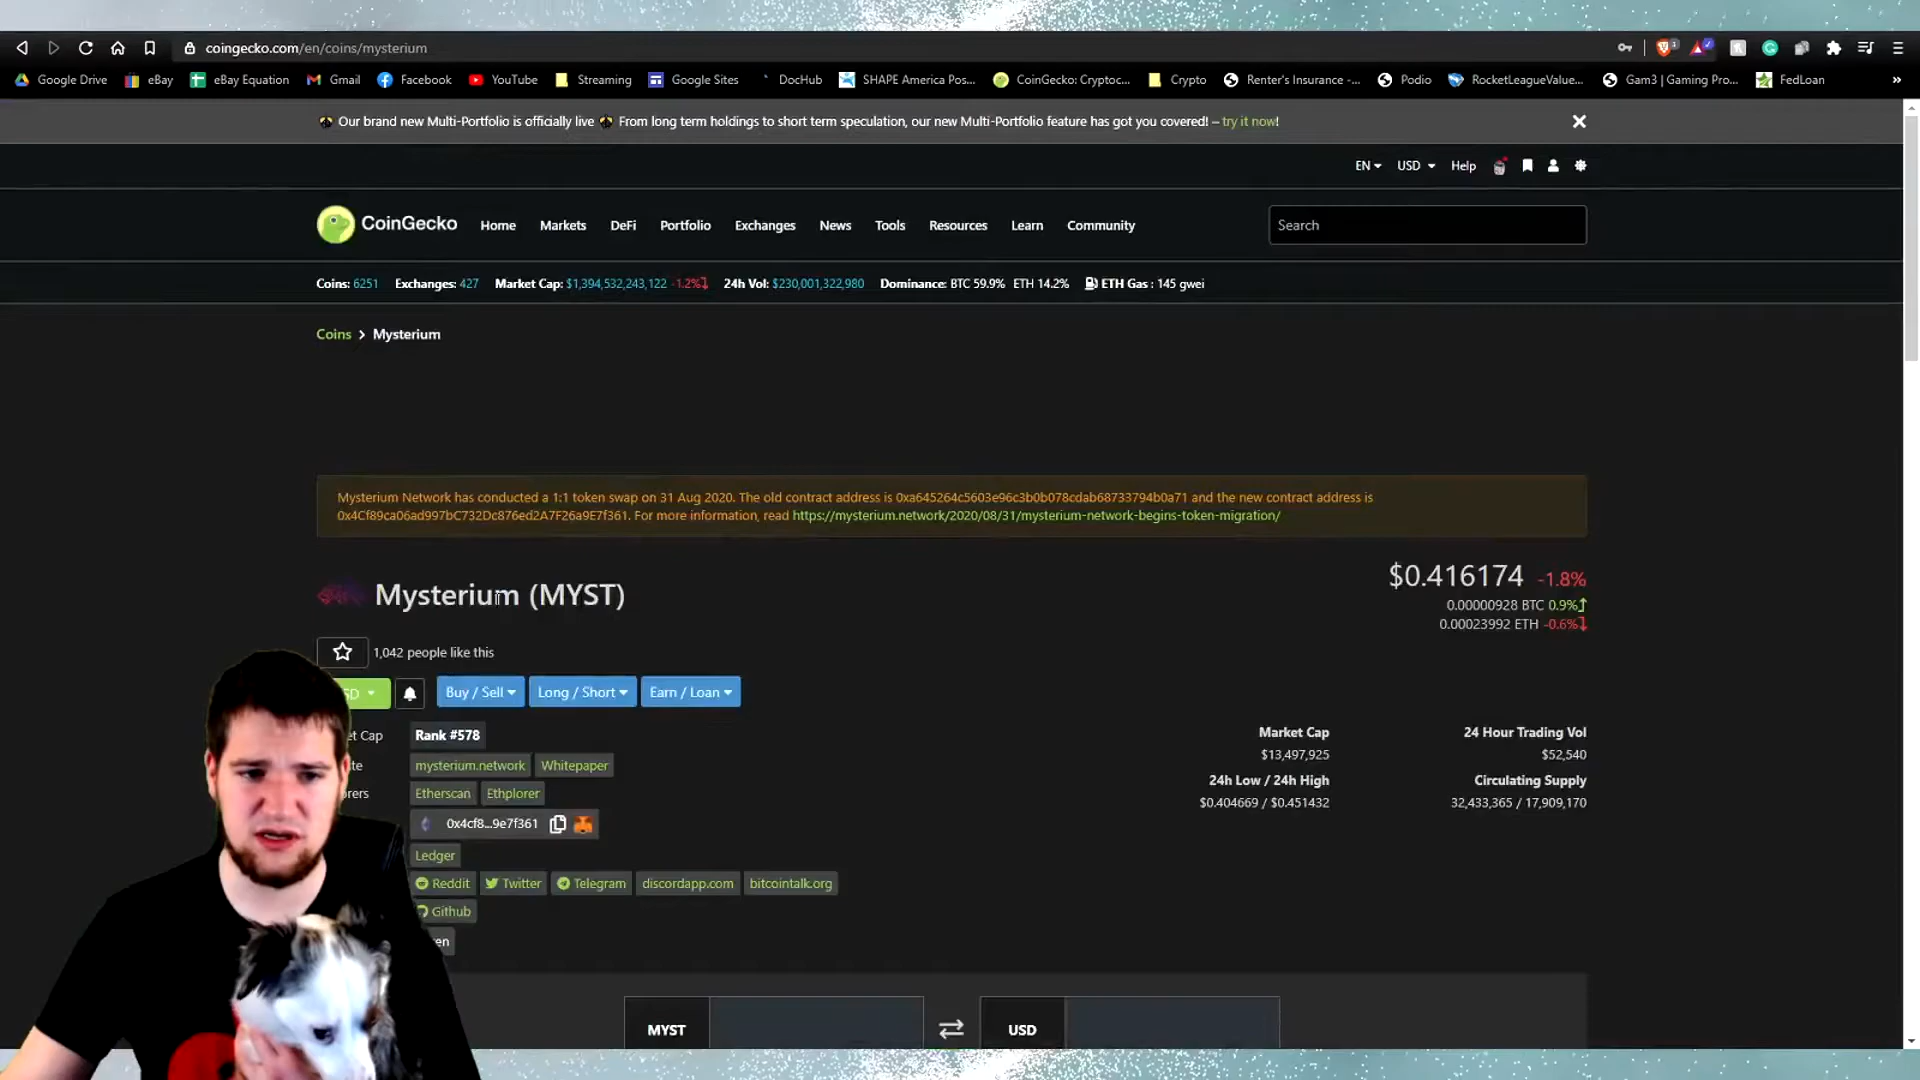 coingecko.com/en/coins/mysterium
Google Drive eBay eBay Equation Gmail Facebook YouTube Streaming Google Sites DocHub SHAPE America Pos... CoinGecko: Cryptoc... Crypto Renter's Insurance -... Podio RocketLeagueValue... Gam3 | Gaming Pro... FedLoan »
Our brand new Multi-Portfolio is officially live From long term holdings to short term speculation, our new Multi-Portfolio feature has got you covered! – try it now!
EN USD Help
CoinGecko Home Markets DeFi Portfolio Exchanges News Tools Resources Learn Community Search
Coins: 6251 Exchanges: 427 Market Cap: $1,394,532,243,122 -1.2% 24h Vol: $230,001,322,980 Dominance: BTC 59.9% ETH 14.2% ETH Gas : 145 gwei
Coins > Mysterium
Mysterium Network has conducted a 1:1 token swap on 31 Aug 2020. The old contract address is 0xa645264c5603e96c3b0b078cdab68733794b0a71 and the new contract address is
0x4Cf89ca06ad997bC732Dc876ed2A7F26a9E7f361. For more information, read https://mysterium.network/2020/08/31/mysterium-network-begins-token-migration/
Mysterium (MYST)
$0.416174 -1.8%
0.00000928 BTC 0.9%
0.00023992 ETH -0.6%
1,042 people like this
SD Buy / Sell Long / Short Earn / Loan
et Cap Rank #578
Market Cap 24 Hour Trading Vol
$13,497,925 $52,540
te mysterium.network Whitepaper
24h Low / 24h High Circulating Supply
$0.404669 / $0.451432 32,433,365 / 17,909,170
orers Etherscan Ethplorer
0x4cf8...9e7f361
Ledger
Reddit Twitter Telegram discordapp.com bitcointalk.org
Github
en
MYST USD